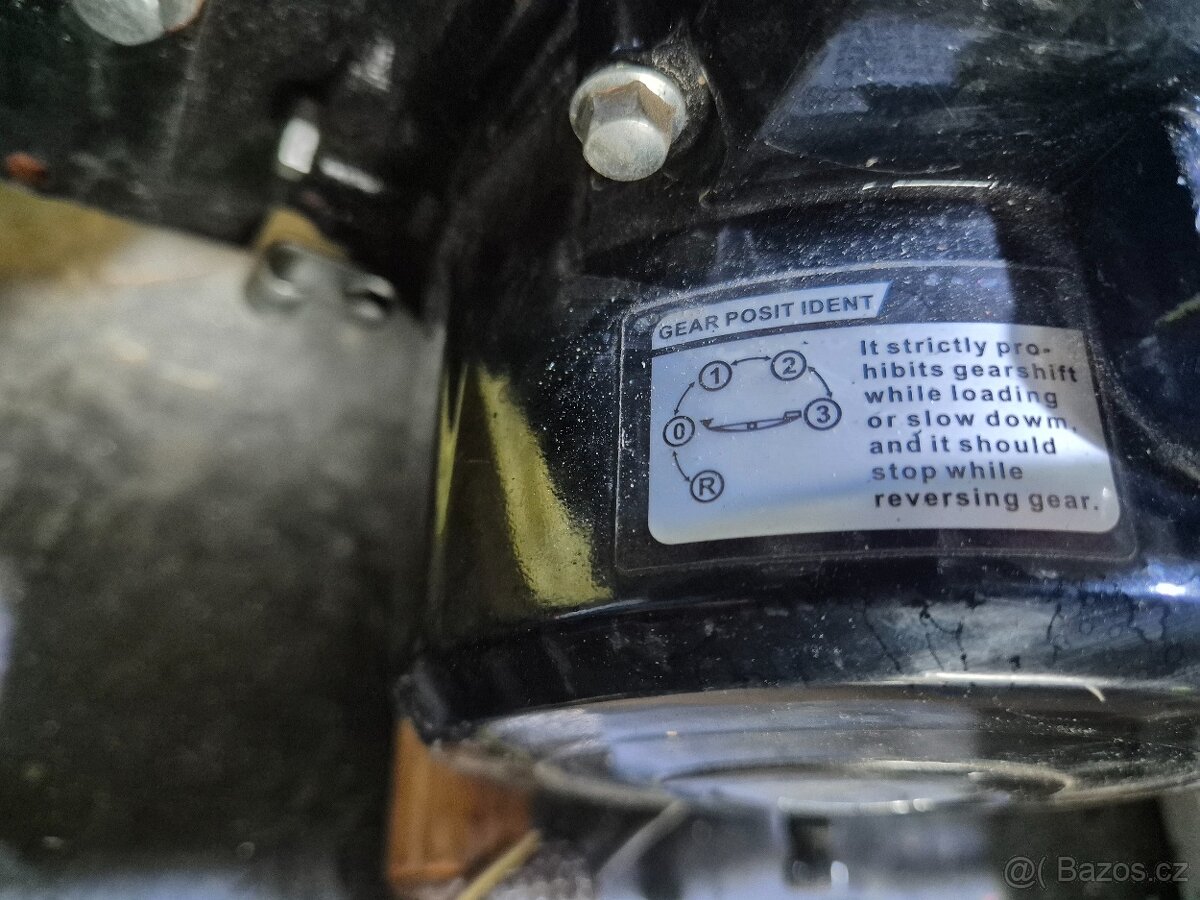 GEAR POSIT IDENT
1 2
0 3
R
It strictly pro-
hibits gearshift
while loading
or slow dowm,
and it should
stop while
reversing gear.
@( Bazos.cz